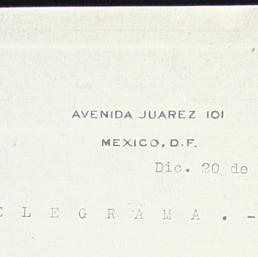 AVENIDA JUAREZ 101
MEXICO, D.F.
Dic. 20 de
E L E G R A M A . -